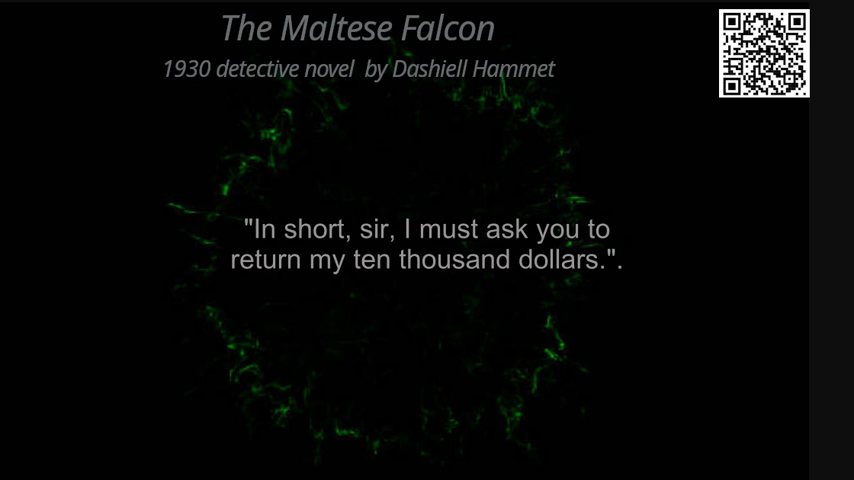 The Maltese Falcon
1930 detective novel by Dashiell Hammet
"In short, sir, I must ask you to
return my ten thousand dollars.".